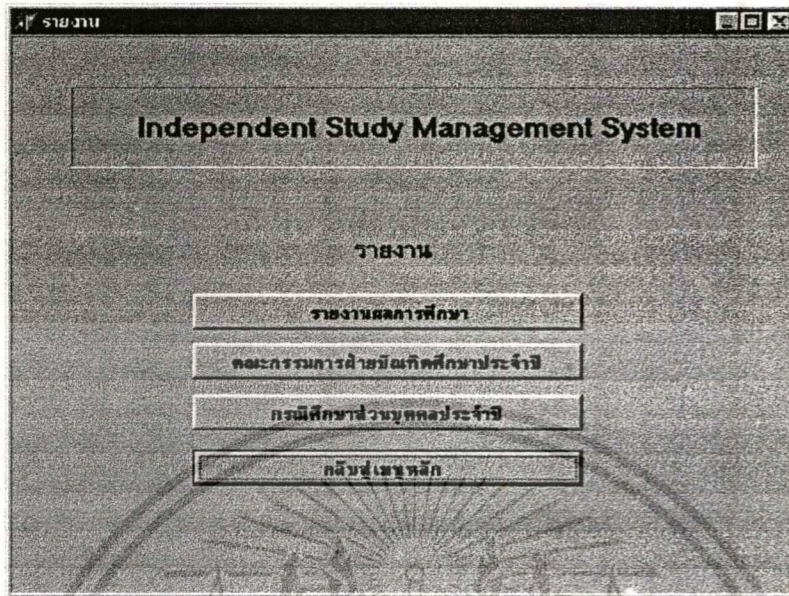 รายงาน
Independent Study Management System
รายงาน
รายงานผลการศึกษา
คณะกรรมการฝ่ายบัณฑิตศึกษาประจำปี
กรณีศึกษาส่วนบุคคลประจำปี
กลับสู่เมนูหลัก